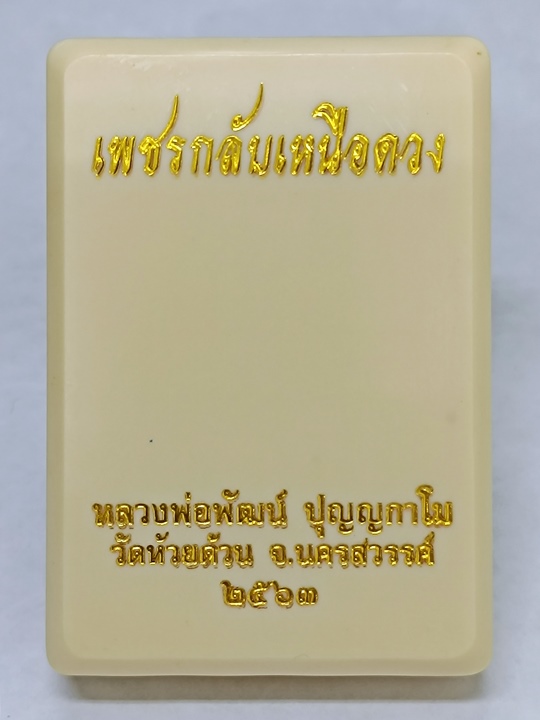 เพชรกลับเหนือดวง
หลวงพ่อพัฒน์ ปุญญกาโม
วัดห้วยด้วน จ.นครสวรรค์
๒๕๖๓